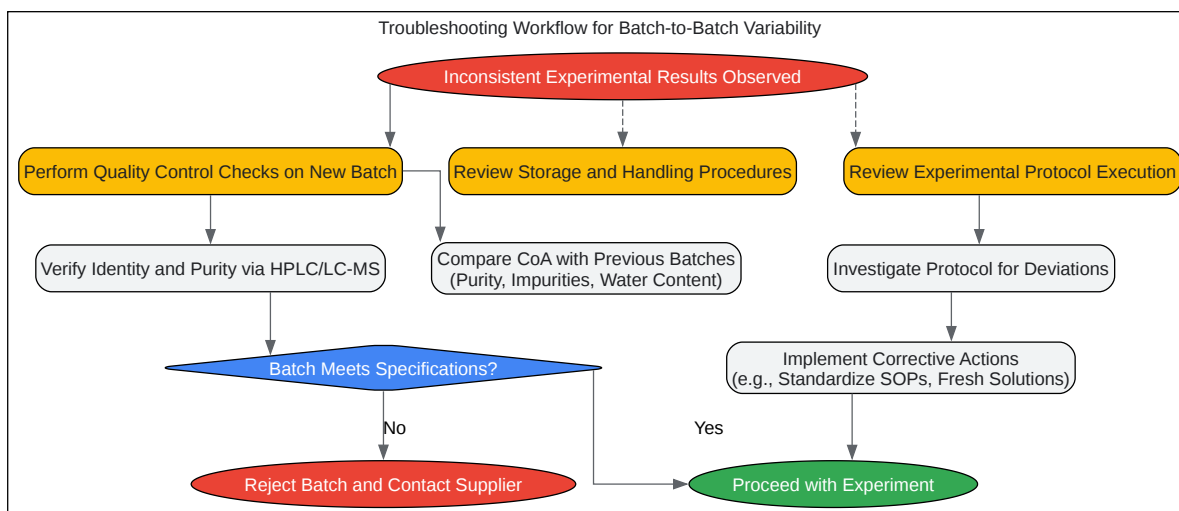 Troubleshooting Workflow for Batch-to-Batch Variability
Inconsistent Experimental Results Observed
Perform Quality Control Checks on New Batch
Review Storage and Handling Procedures
Review Experimental Protocol Execution
Verify Identity and Purity via HPLC/LC-MS
Compare CoA with Previous Batches
(Purity, Impurities, Water Content)
Investigate Protocol for Deviations
Batch Meets Specifications?
Implement Corrective Actions
(e.g., Standardize SOPs, Fresh Solutions)
No
Yes
Reject Batch and Contact Supplier
Proceed with Experiment